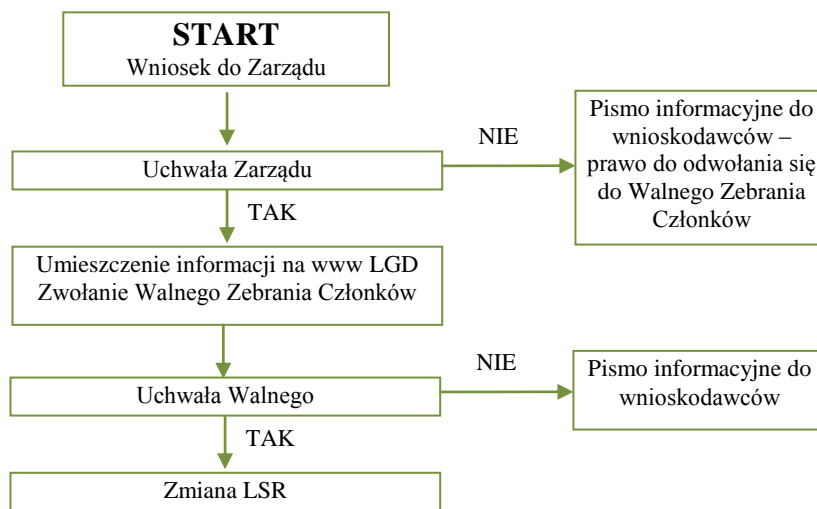 START
Wniosek do Zarządu
Uchwała Zarządu
NIE
Pismo informacyjne do
wnioskodawców –
prawo do odwołania się
do Walnego Zebrania
Członków
TAK
Umieszczenie informacji na www LGD
Zwołanie Walnego Zebrania Członków
Uchwała Walnego
NIE
Pismo informacyjne do
wnioskodawców
TAK
Zmiana LSR